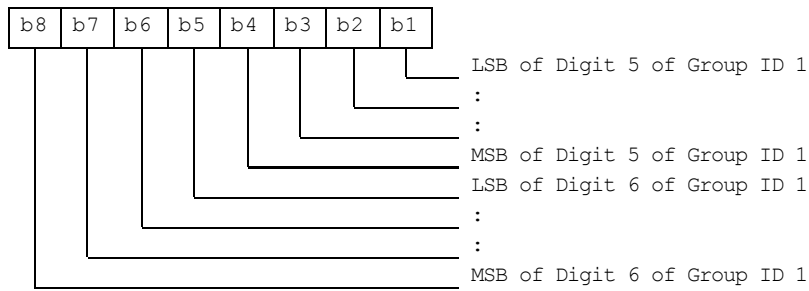 b8 b7 b6 b5 b4 b3 b2 b1
LSB of Digit 5 of Group ID 1
:
:
MSB of Digit 5 of Group ID 1
LSB of Digit 6 of Group ID 1
:
:
MSB of Digit 6 of Group ID 1